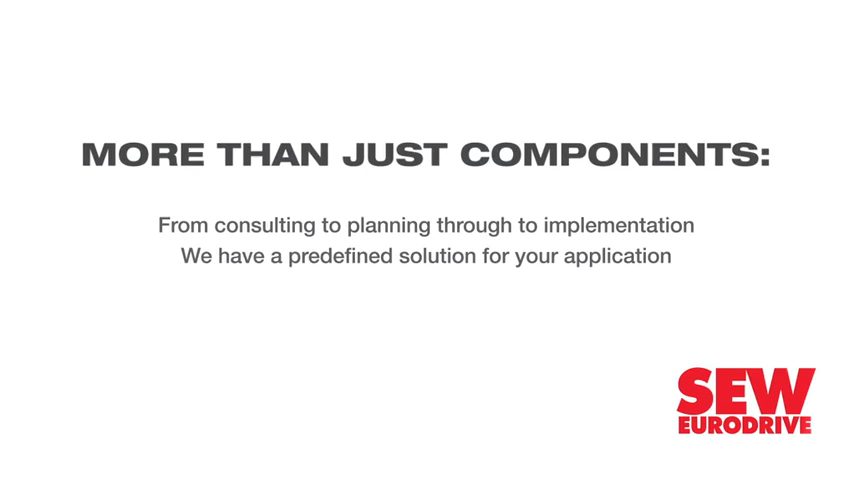 MORE THAN JUST COMPONENTS:
From consulting to planning through to implementation
We have a predefined solution for your application
SEW
EURODRIVE